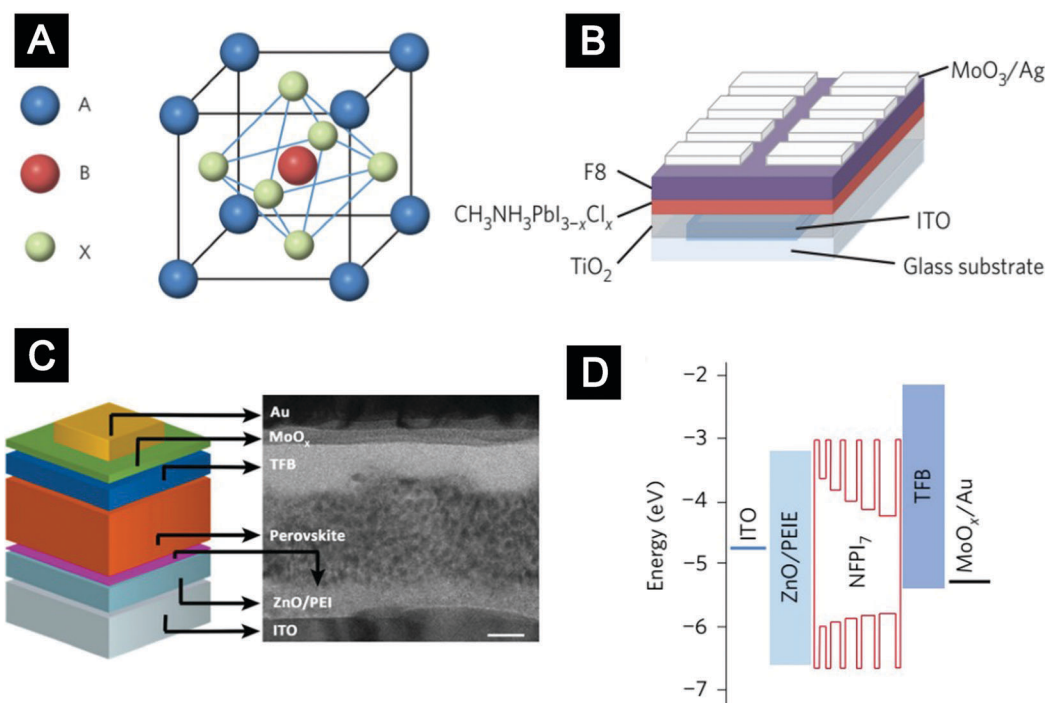 A
A
B
X
B
MoO₃/Ag
F8
CH₃NH₃PbI₃₋ₓClₓ
TiO₂
ITO
Glass substrate
C
Au
MoOₓ
TFB
Perovskite
ZnO/PEI
ITO
D
Energy (eV)
−2
−3
−4
−5
−6
−7
ITO
ZnO/PEIE
NFPI₇
TFB
MoOₓ/Au